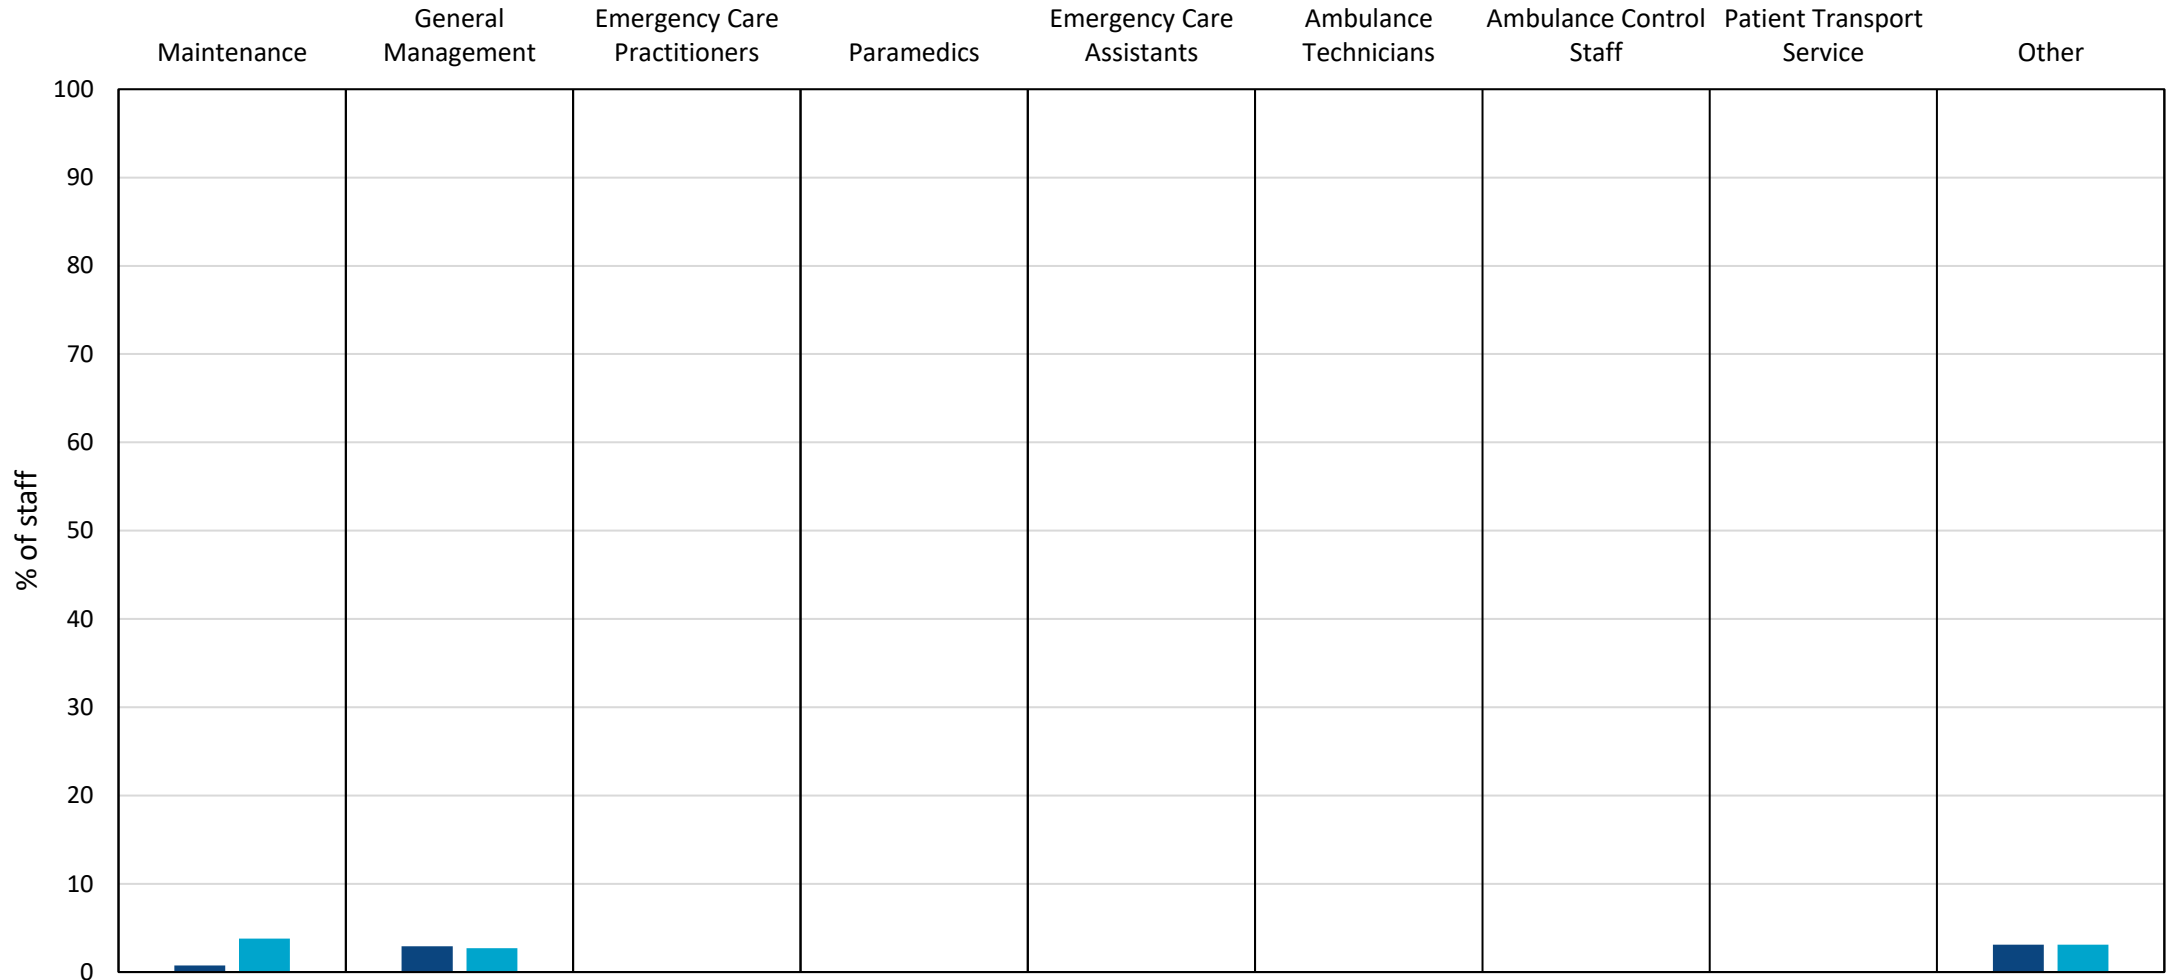 Maintenance
General
Management
Emergency Care
Practitioners
Paramedics
Emergency Care
Assistants
Ambulance
Technicians
Ambulance Control
Staff
Patient Transport
Service
Other
100
90
80
70
60
50
40
30
20
10
0
% of staff